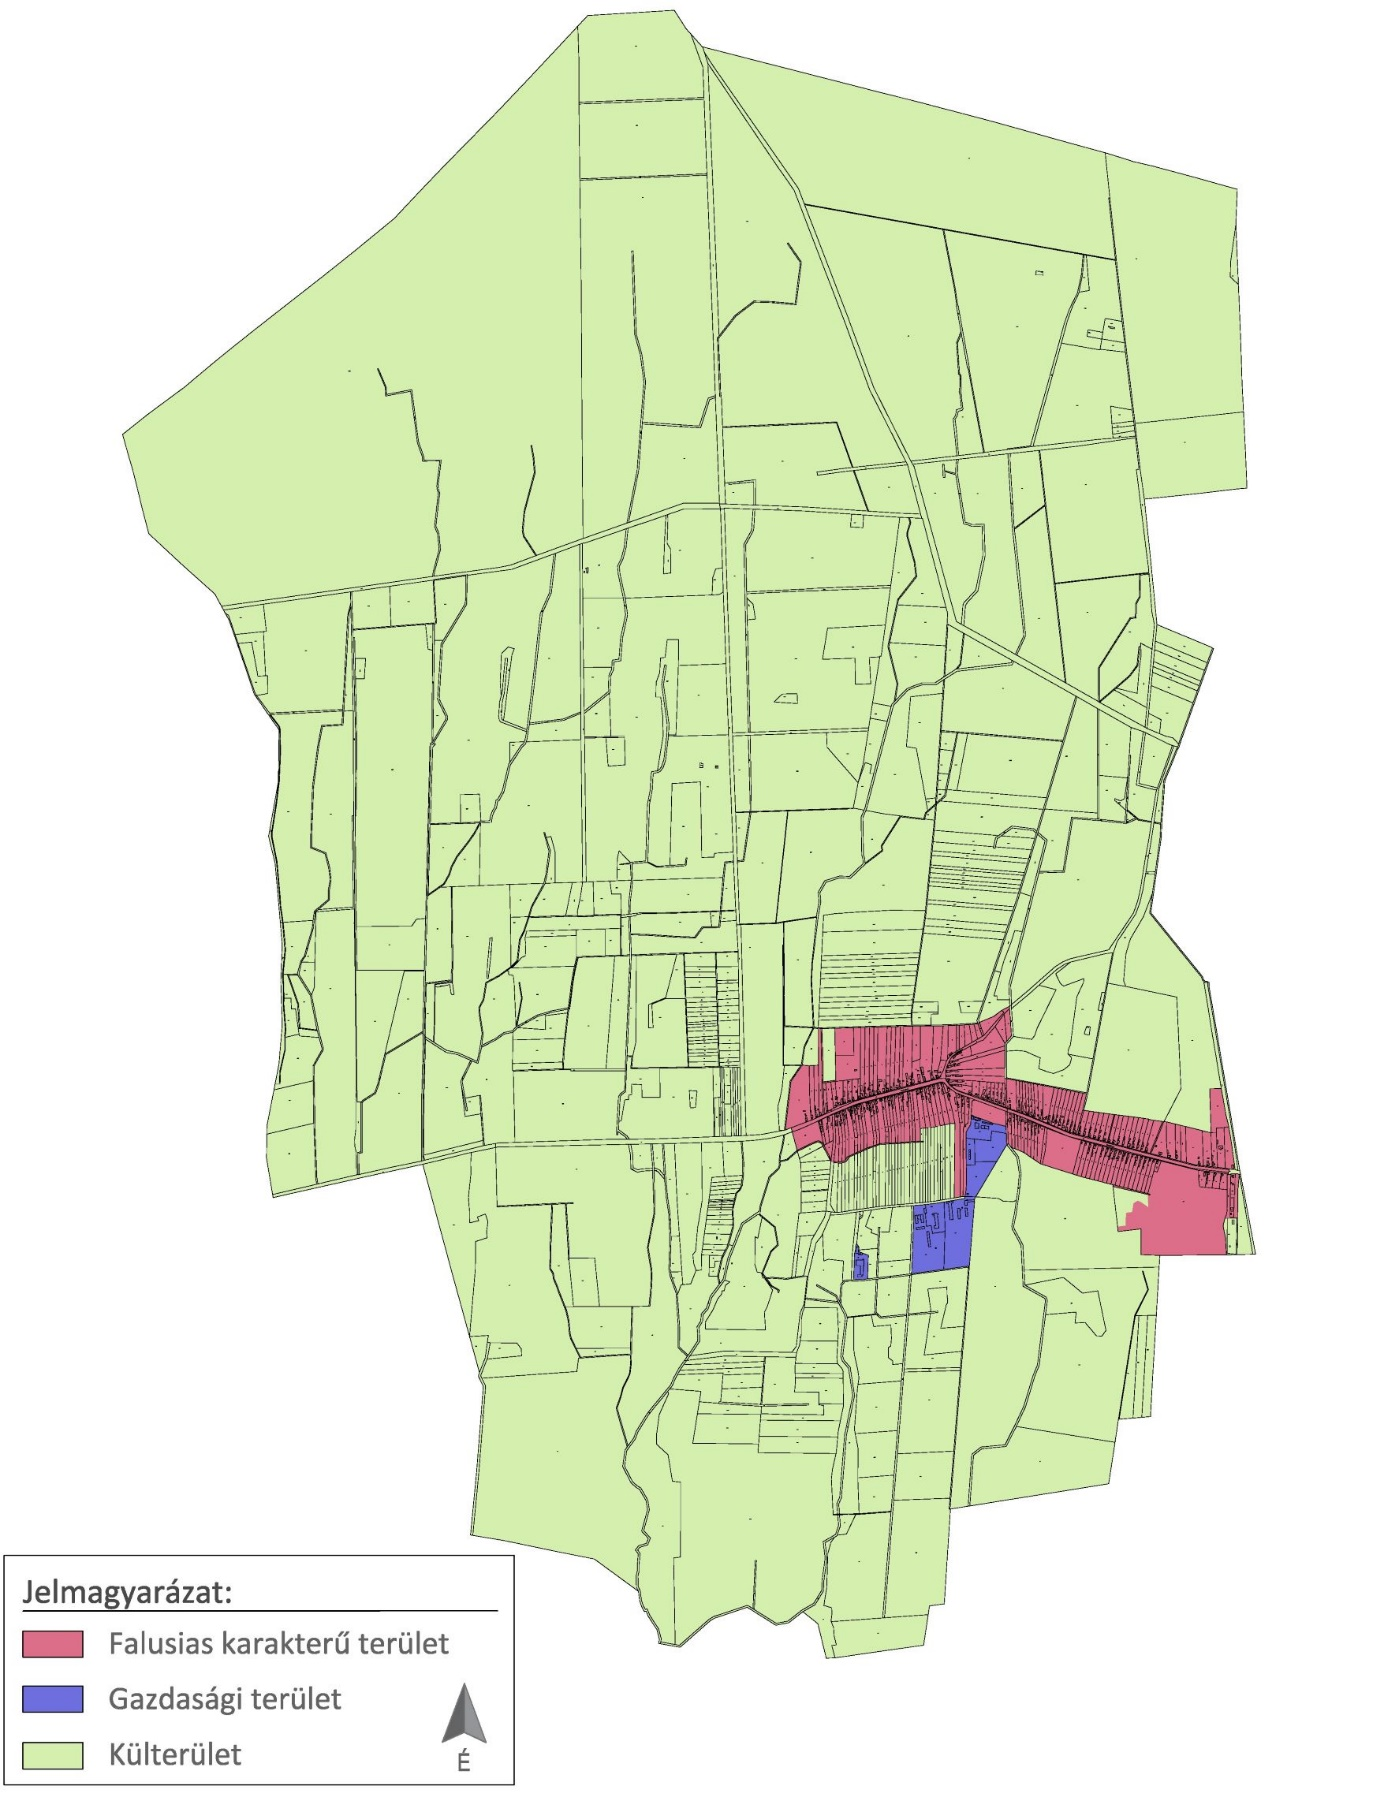 Jelmagyarázat:
Falusias karakterű terület
Gazdasági terület
Külterület
É